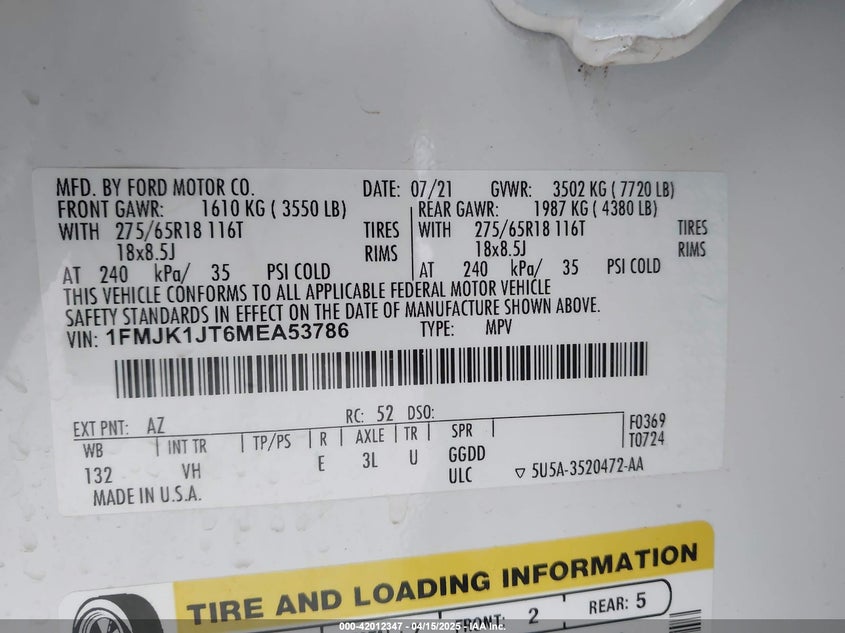 MFD. BY FORD MOTOR CO. DATE: 07/21 GVWR: 3502 KG ( 7720 LB)
FRONT GAWR: 1610 KG ( 3550 LB) REAR GAWR: 1987 KG ( 4380 LB)
WITH 275/65R18 116T TIRES WITH 275/65R18 116T TIRES
18x8.5J RIMS 18x8.5J RIMS
AT 240 kPa/ 35 PSI COLD AT 240 kPa/ 35 PSI COLD
THIS VEHICLE CONFORMS TO ALL APPLICABLE FEDERAL MOTOR VEHICLE
SAFETY STANDARDS IN EFFECT ON THE DATE OF MANUFACTURE SHOWN ABOVE.
VIN: 1FMJK1JT6MEA53786 TYPE: MPV
EXT PNT: AZ RC: 52 DSO:
WB INT TR TP/PS R AXLE TR SPR F0369
T0724
132 VH E 3L U GGDD
ULC ▽ 5U5A-3520472-AA
MADE IN U.S.A.
TIRE AND LOADING INFORMATION
FRONT: 2 REAR: 5
000-42012347 - 04/15/2025 - IAA Inc.